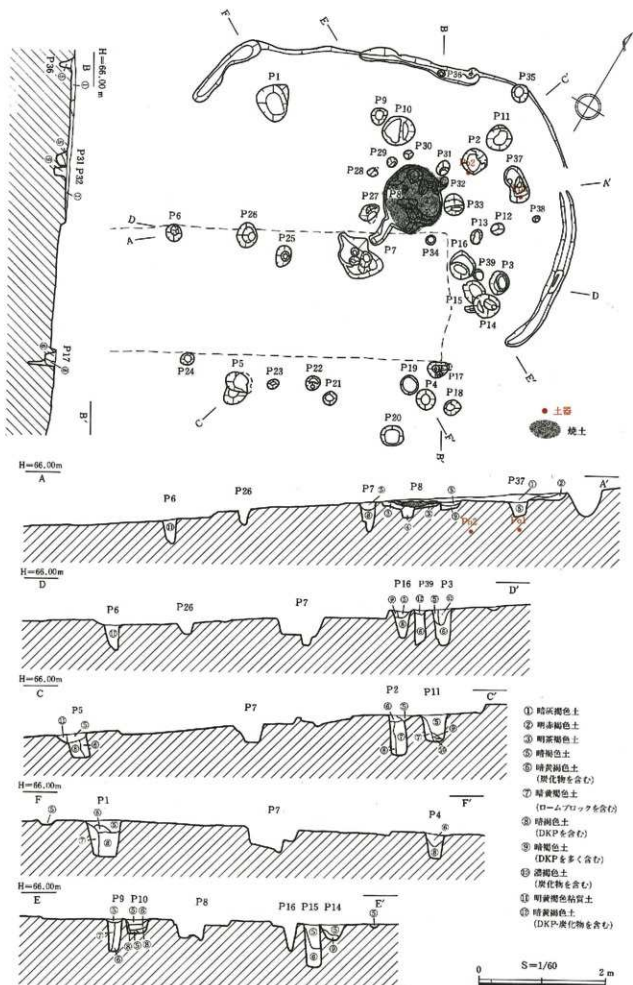 F
E
B
P36
P35
C'
P1
P9
P10
P11
P2
P37
A'
P30
P31
P29
P28
P32
P38
P8
P27
P33
P12
P13
P34
D
A
P6
P26
P25
P7
P16
P39
P3
P15
P14
D
E'
P24
P5
P23
P22
P21
P19
P17
P4
P18
P20
C
F'
B'
H=66.00m
B
P36
P31
P32
P17
B'
土器
焼土
H=66.00m
A
P6
P26
P7
⑤
P8
⑤
P37
①
②
A'
Po2
Po1
H=66.00m
D
P6
P26
P7
P16
P39
P3
D'
H=66.00m
C
P5
P7
P2
P11
C'
H=66.00m
F
P1
P7
P4
F'
H=66.00m
E
P9
P10
P8
P16
P15
P14
E'
① 暗灰褐色土
② 明赤褐色土
③ 明茶褐色土
⑤ 暗褐色土
⑥ 暗黄褐色土
(炭化物を含む)
⑦ 暗黄褐色土
(ロームブロックを含む)
⑧ 暗褐色土
(DKPを含む)
⑨ 暗褐色土
(DKPを多く含む)
⑩ 濃褐色土
(炭化物を含む)
⑪ 明黄褐色粘質土
⑫ 暗黄褐色土
(DKP・炭化物を含む)
S=1/60
0 2 m